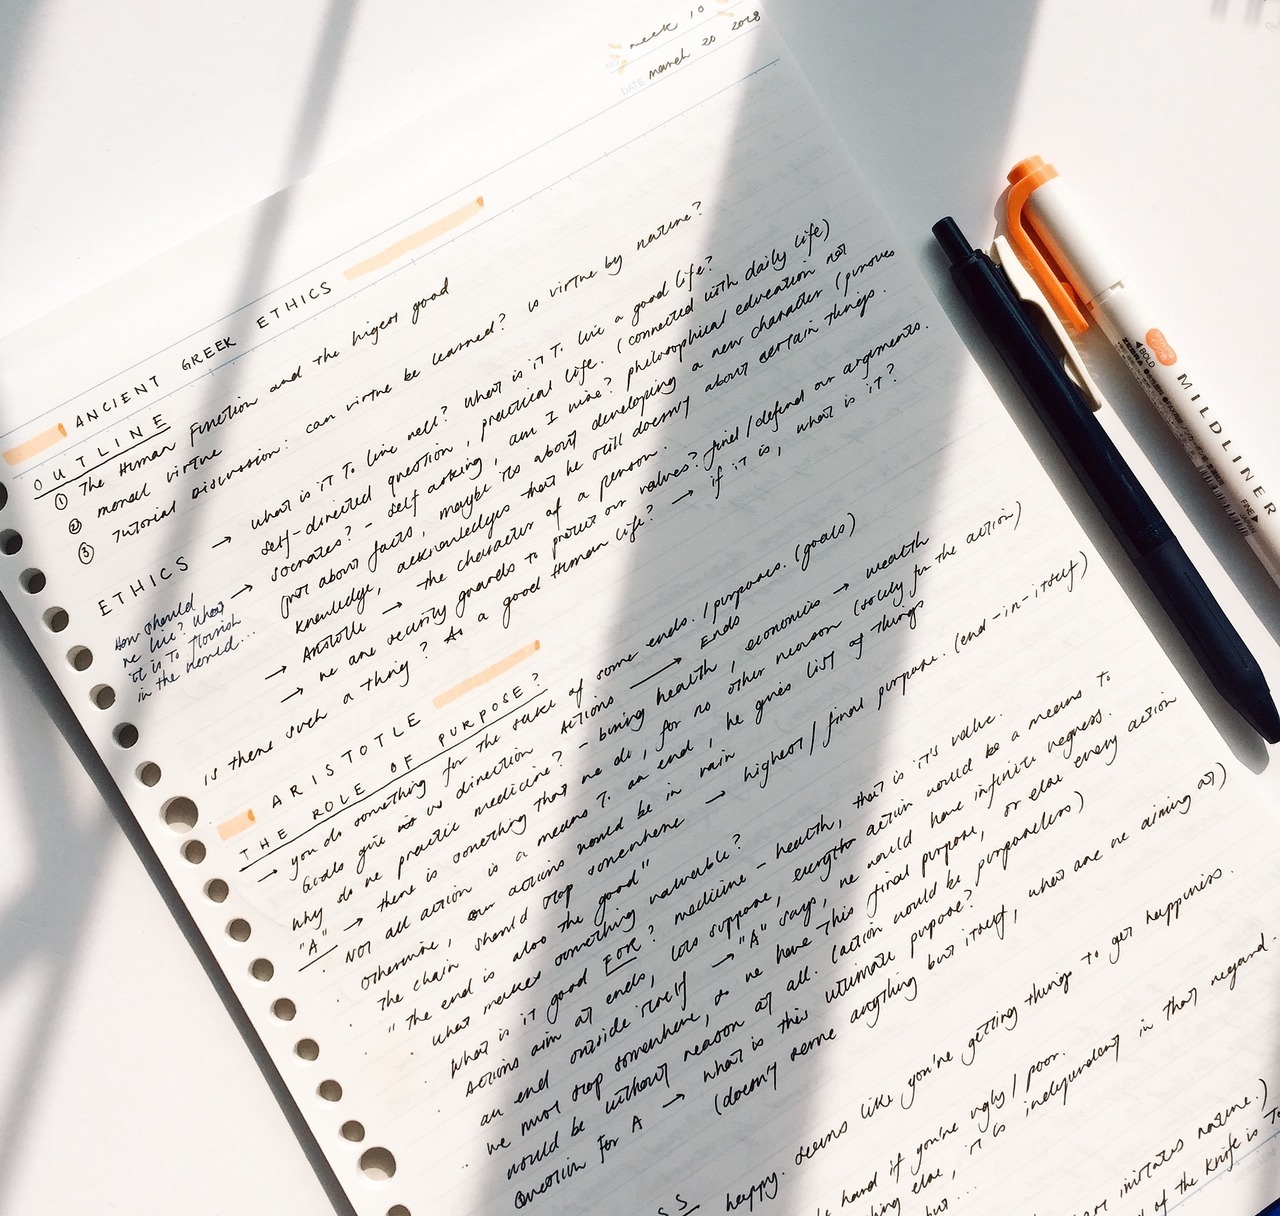 week 10
NO.
DATE march 20 2018
ANCIENT GREEK ETHICS
OUTLINE
① The Human Function and the higest good
② moral virtue
③ Tutorial Discussion: can virtue be learned? is virtue by nature?
ETHICS → what is it to live well? What is it to live a good life?
How should we live? What it is to flourish in the world...
→ self-directed question, practical life. (connected with daily life)
Socrates? - self asking, am I wise? philosophical education not
(not about facts, maybe its about developing a new character (proves
knowledge, acknowledges that he still doesn't about certain things.
→ Aristotle → the character of a person.
→ we are security guards to protect our values? find/defend our arguments.
is there such a thing? As a good Human life? → if it is, what is it?
ARISTOTLE
THE ROLE OF PURPOSE?
→ you do something for the sake of some ends. / purposes. (goals)
Goals give us direction Actions → Ends
why do we practice medicine? - bring health, economics → wealth
"A" → there is something that we do, for no other reason (solely for the action)
NOT all action is a means to an end, he gives list of things
· otherwise, our actions would be in vain
· the chain should stop somewhere → highest / final purpose. (end-in-itself)
" the end is also the good"
· what makes something valuable?
· What is it good FOR? medicine - health, that is it's value.
Actions aim at ends, lets suppose, action would be a means to
an end outside itself → "A" says, we would have infinite regress.
· we must stop somewhere, so we have this final purpose, or else every action
would be without reason at all. (action would be purposeless)
·· Question for A → what is this ultimate purpose?
(doesn't serve anything but itself, what are we aiming at)
happy. seems like you're getting things to get happiness.
hard if you're ugly / poor.
else, it is independent in that regard.
but...
imitates nature.)
of the knife is to
MILDLINER
BOLD
FINE
ZEBRA